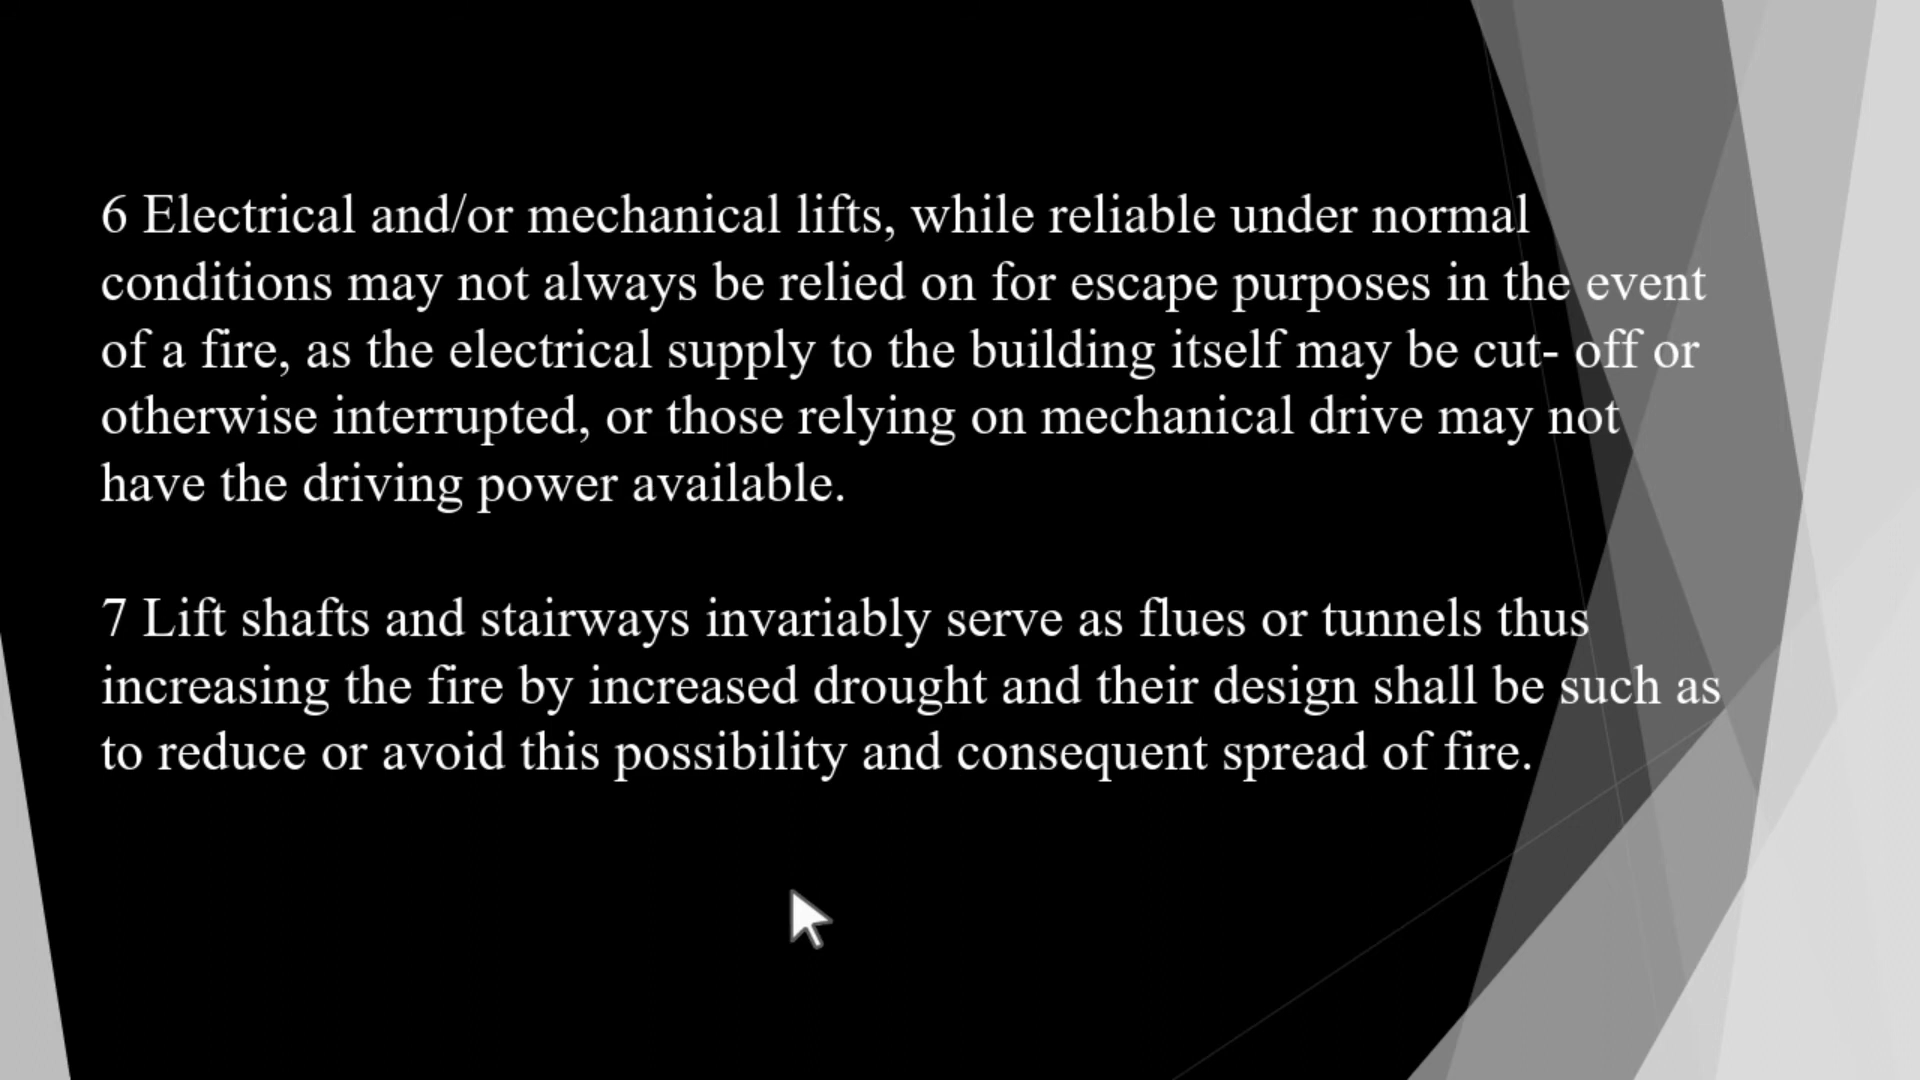 6 Electrical and/or mechanical lifts, while reliable under normal
conditions may not always be relied on for escape purposes in the event
of a fire, as the electrical supply to the building itself may be cut- off or
otherwise interrupted, or those relying on mechanical drive may not
have the driving power available.
7 Lift shafts and stairways invariably serve as flues or tunnels thus
increasing the fire by increased drought and their design shall be such as
to reduce or avoid this possibility and consequent spread of fire.